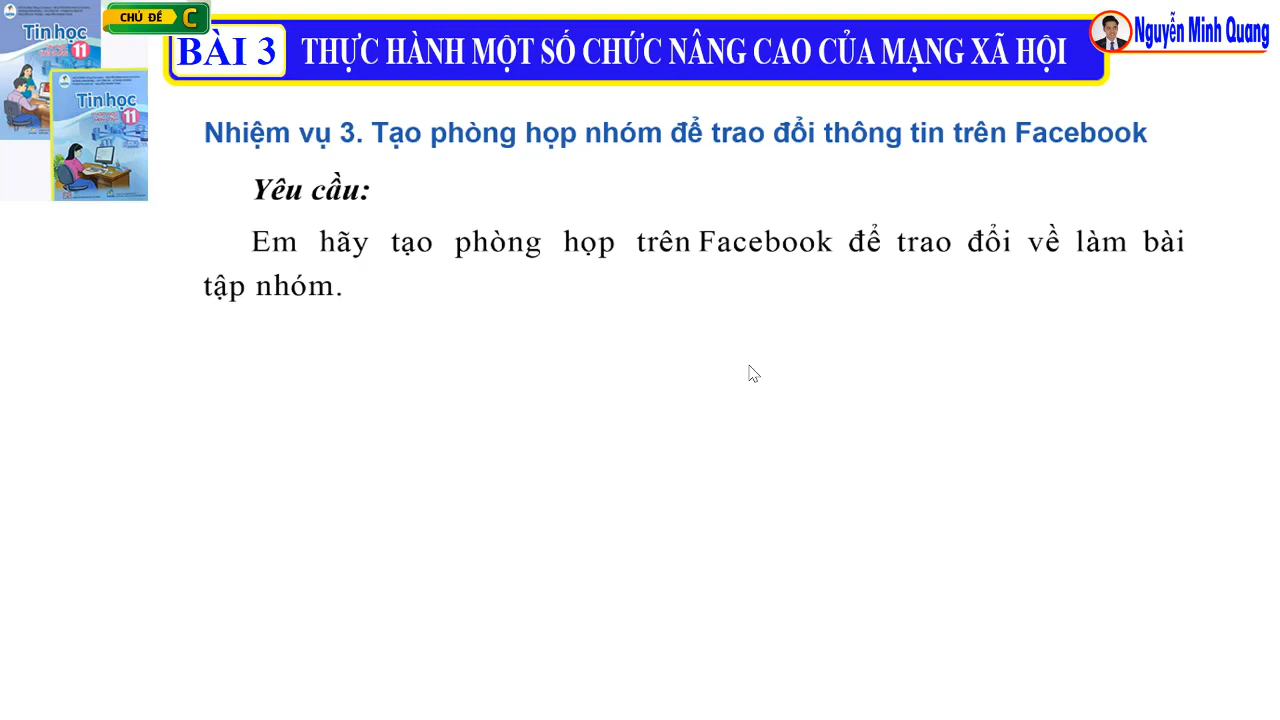 CHỦ ĐỀ C
Tin học 11
Tin học 11
BÀI 3 THỰC HÀNH MỘT SỐ CHỨC NÂNG CAO CỦA MẠNG XÃ HỘI
Nguyễn Minh Quang
Nhiệm vụ 3. Tạo phòng họp nhóm để trao đổi thông tin trên Facebook
Yêu cầu:
Em hãy tạo phòng họp trên Facebook để trao đổi về làm bài
tập nhóm.